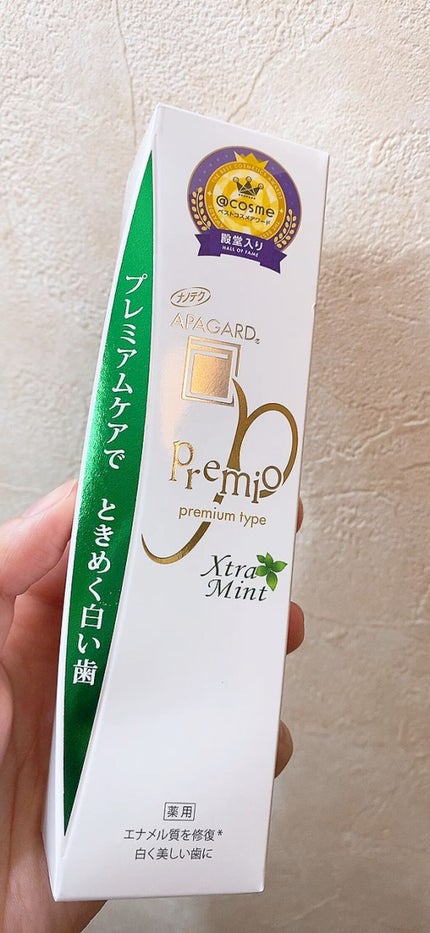 @cosme
ベストコスメアワード
殿堂入り
HALL OF FAME
ナノテク
APAGARD®
p
Premio
premium type
Xtra
Mint
プレミアムケアで ときめく白い歯
薬用
エナメル質を修復*
白く美しい歯に